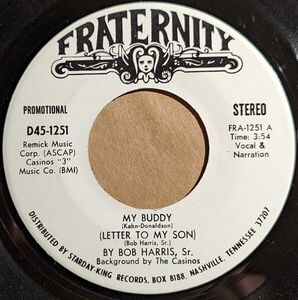 FRATERNITY
PROMOTIONAL
STEREO
D45-1251
Remick Music
Corp. (ASCAP)
Casinos "3"
Music Co. (BMI)
FRA-1251 A
Time: 3:54
Vocal &
Narration
MY BUDDY
(Kahn-Donaldson)
(LETTER TO MY SON)
(Bob Harris, Sr.)
BY BOB HARRIS, Sr.
Background by The Casinos
DISTRIBUTED BY STARDAY-KING RECORDS, BOX 8188, NASHVILLE, TENNESSEE 37207